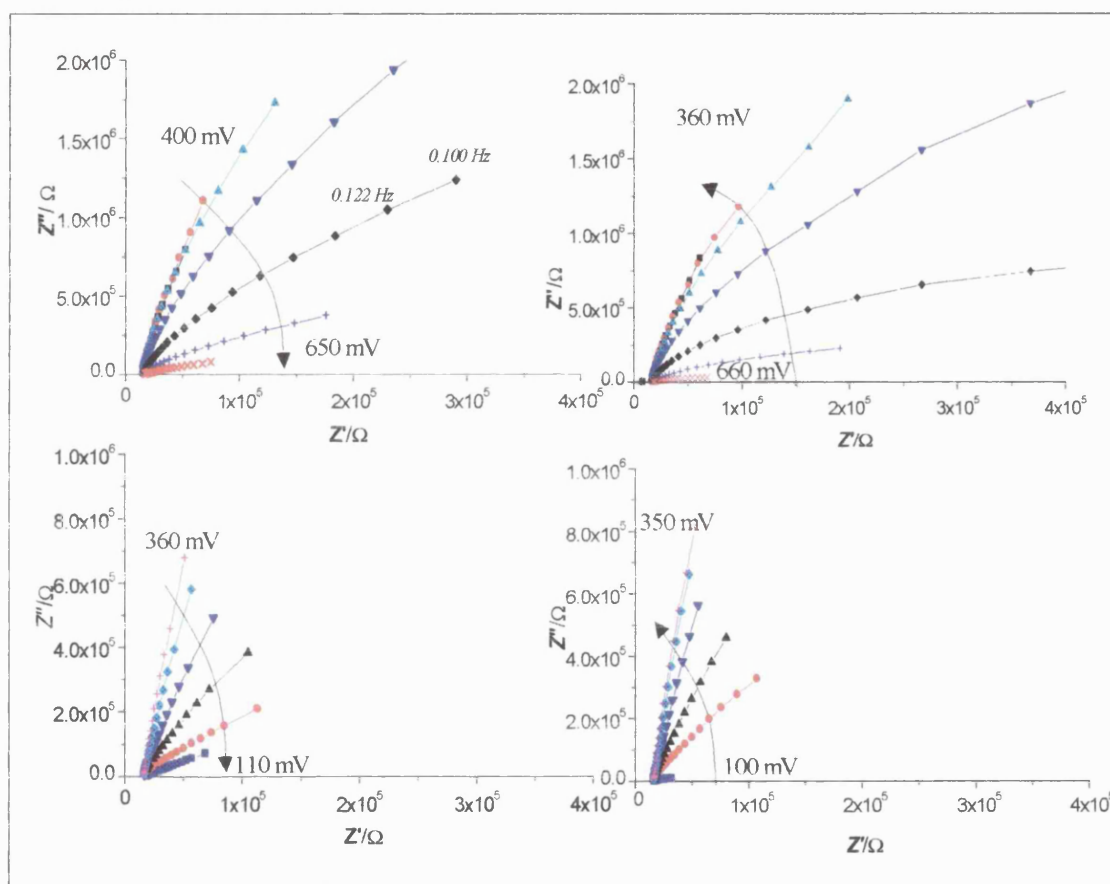 2.0x10⁶
1.5x10⁶
1.0x10⁶
5.0x10⁵
0.0
Z''/Ω
400 mV
0.100 Hz
0.122 Hz
650 mV
0
1x10⁵
2x10⁵
3x10⁵
4x10⁵
Z'/Ω
2.0x10⁶
1.5x10⁶
1.0x10⁶
5.0x10⁵
0.0
Z''/Ω
360 mV
660 mV
0
1x10⁵
2x10⁵
3x10⁵
4x10⁵
Z'/Ω
1.0x10⁶
8.0x10⁵
6.0x10⁵
4.0x10⁵
2.0x10⁵
0.0
Z''/Ω
360 mV
110 mV
0
1x10⁵
2x10⁵
3x10⁵
4x10⁵
Z'/Ω
1.0x10⁶
8.0x10⁵
6.0x10⁵
4.0x10⁵
2.0x10⁵
0.0
Z''/Ω
350 mV
100 mV
0
1x10⁵
2x10⁵
3x10⁵
4x10⁵
Z'/Ω